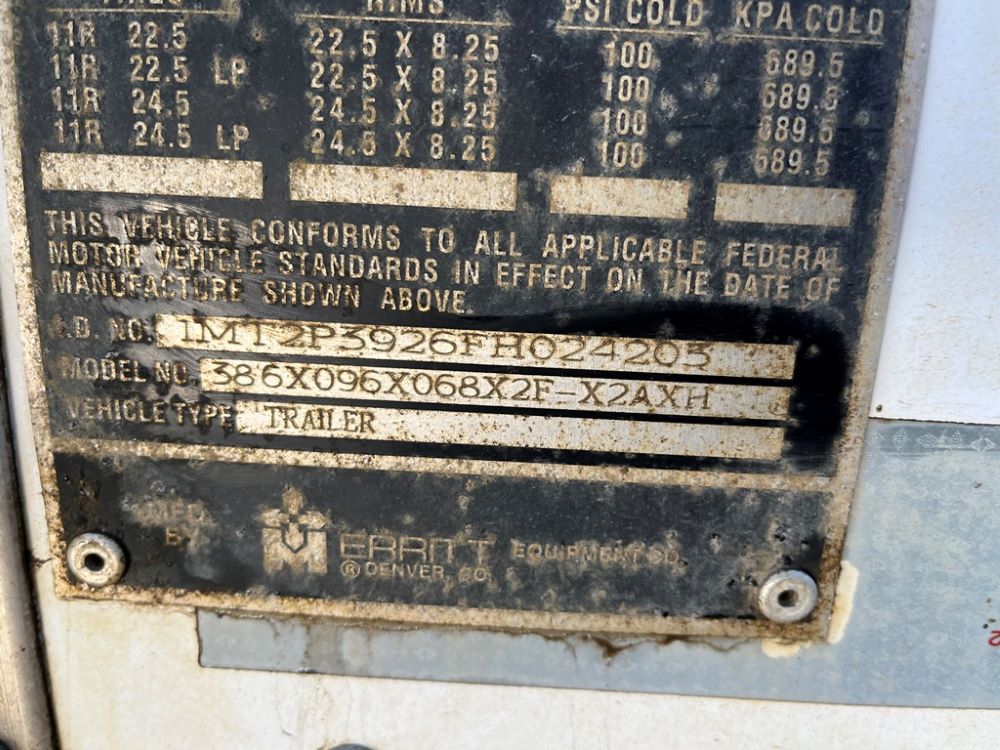 RIMS PSI COLD KPA COLD
11R 22.5 22.5 X 8.25 100 689.5
11R 22.5 LP 22.5 X 8.25 100 689.5
11R 24.5 24.5 X 8.25 100 689.5
11R 24.5 LP 24.5 X 8.25 100 689.5
THIS VEHICLE CONFORMS TO ALL APPLICABLE FEDERAL
MOTOR VEHICLE STANDARDS IN EFFECT ON THE DATE OF
MANUFACTURE SHOWN ABOVE.
I.D. NO. 1MT2P3926FH024203
MODEL NO. 386X096X068X2F-X2AXH
VEHICLE TYPE TRAILER
MFD.
BY
MERRITT EQUIPMENT CO.
® DENVER, CO.
2